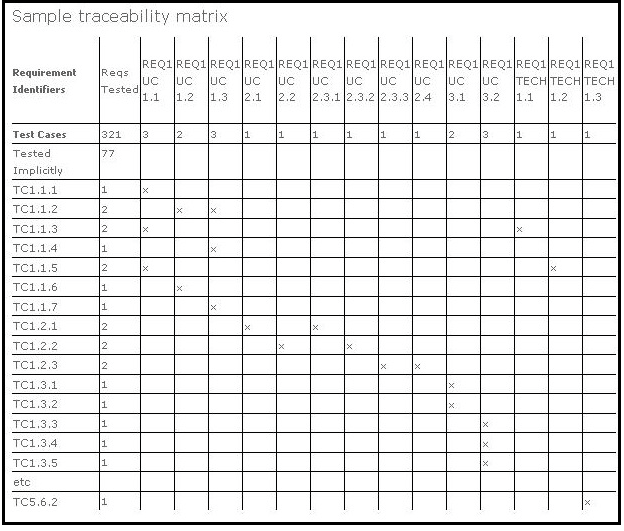 Sample traceability matrix
Requirement Identifiers Reqs Tested REQ1 UC 1.1 REQ1 UC 1.2 REQ1 UC 1.3 REQ1 UC 2.1 REQ1 UC 2.2 REQ1 UC 2.3.1 REQ1 UC 2.3.2 REQ1 UC 2.3.3 REQ1 UC 2.4 REQ1 UC 3.1 REQ1 UC 3.2 REQ1 TECH 1.1 REQ1 TECH 1.2 REQ1 TECH 1.3
Test Cases 321 3 2 3 1 1 1 1 1 1 2 3 1 1 1
Tested Implicitly 77
TC1.1.1 1 x
TC1.1.2 2 x x
TC1.1.3 2 x x
TC1.1.4 1 x
TC1.1.5 2 x x
TC1.1.6 1 x
TC1.1.7 1 x
TC1.2.1 2 x x
TC1.2.2 2 x x
TC1.2.3 2 x x
TC1.3.1 1 x
TC1.3.2 1 x
TC1.3.3 1 x
TC1.3.4 1 x
TC1.3.5 1 x
etc
TC5.6.2 1 x